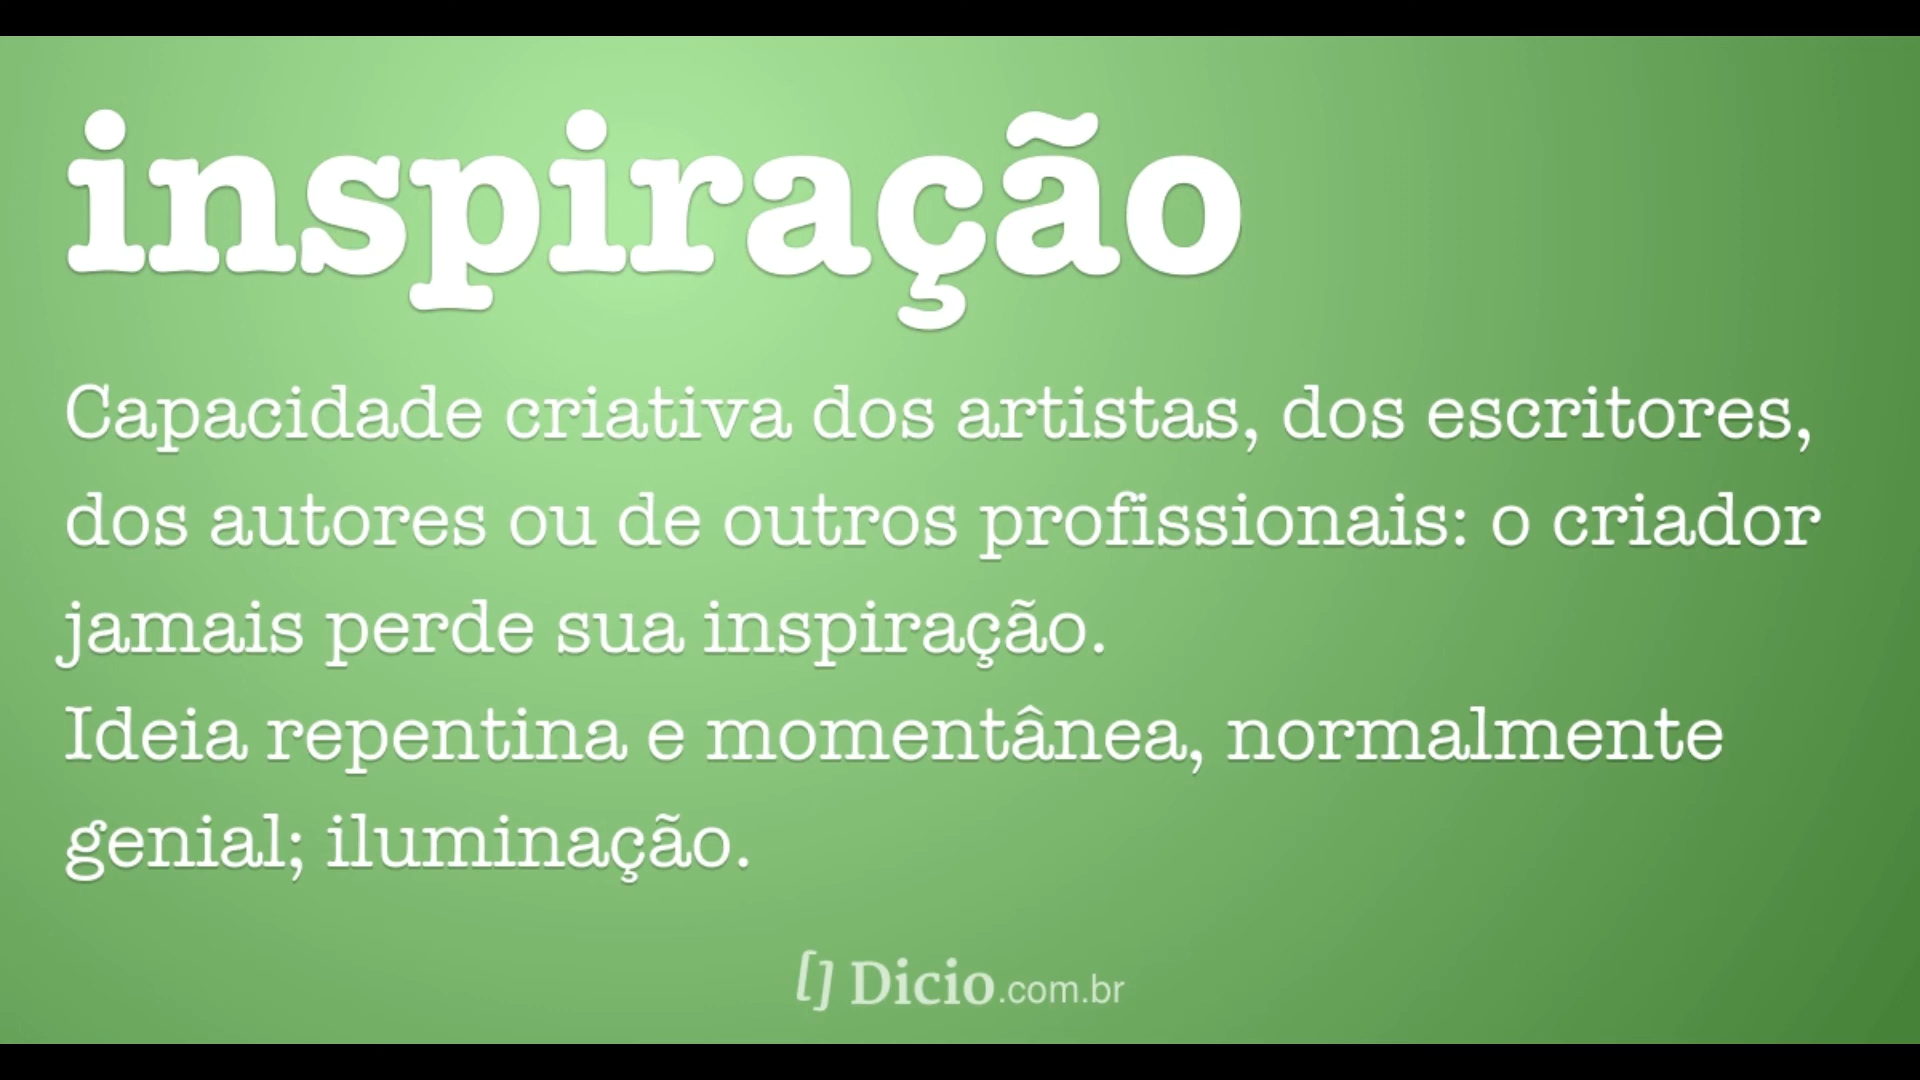 inspiração
Capacidade criativa dos artistas, dos escritores,
dos autores ou de outros profissionais: o criador
jamais perde sua inspiração.
Ideia repentina e momentânea, normalmente
genial; iluminação.
[] Dicio.com.br